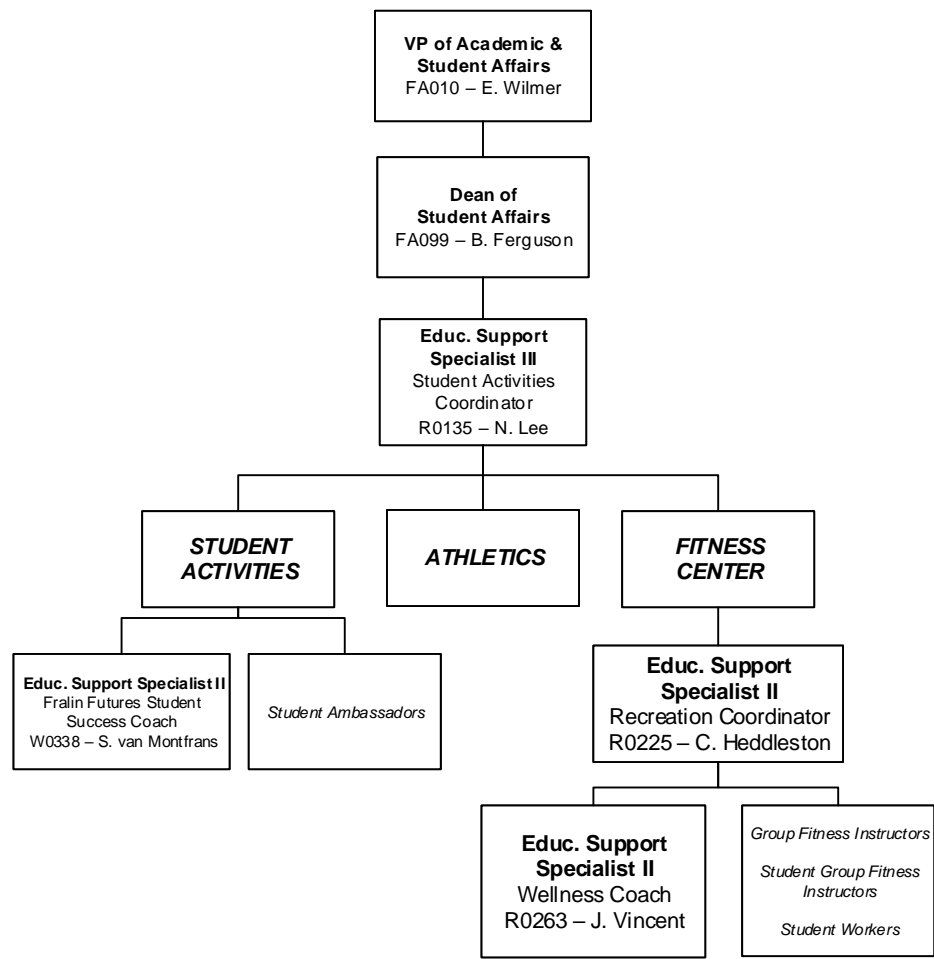 VP of Academic &
Student Affairs
FA010 – E. Wilmer
Dean of
Student Affairs
FA099 – B. Ferguson
Educ. Support
Specialist III
Student Activities
Coordinator
R0135 – N. Lee
STUDENT
ACTIVITIES
ATHLETICS
FITNESS
CENTER
Educ. Support Specialist II
Fralin Futures Student
Success Coach
W0338 – S. van Montfrans
Student Ambassadors
Educ. Support
Specialist II
Recreation Coordinator
R0225 – C. Heddleston
Educ. Support
Specialist II
Wellness Coach
R0263 – J. Vincent
Group Fitness Instructors
Student Group Fitness
Instructors
Student Workers